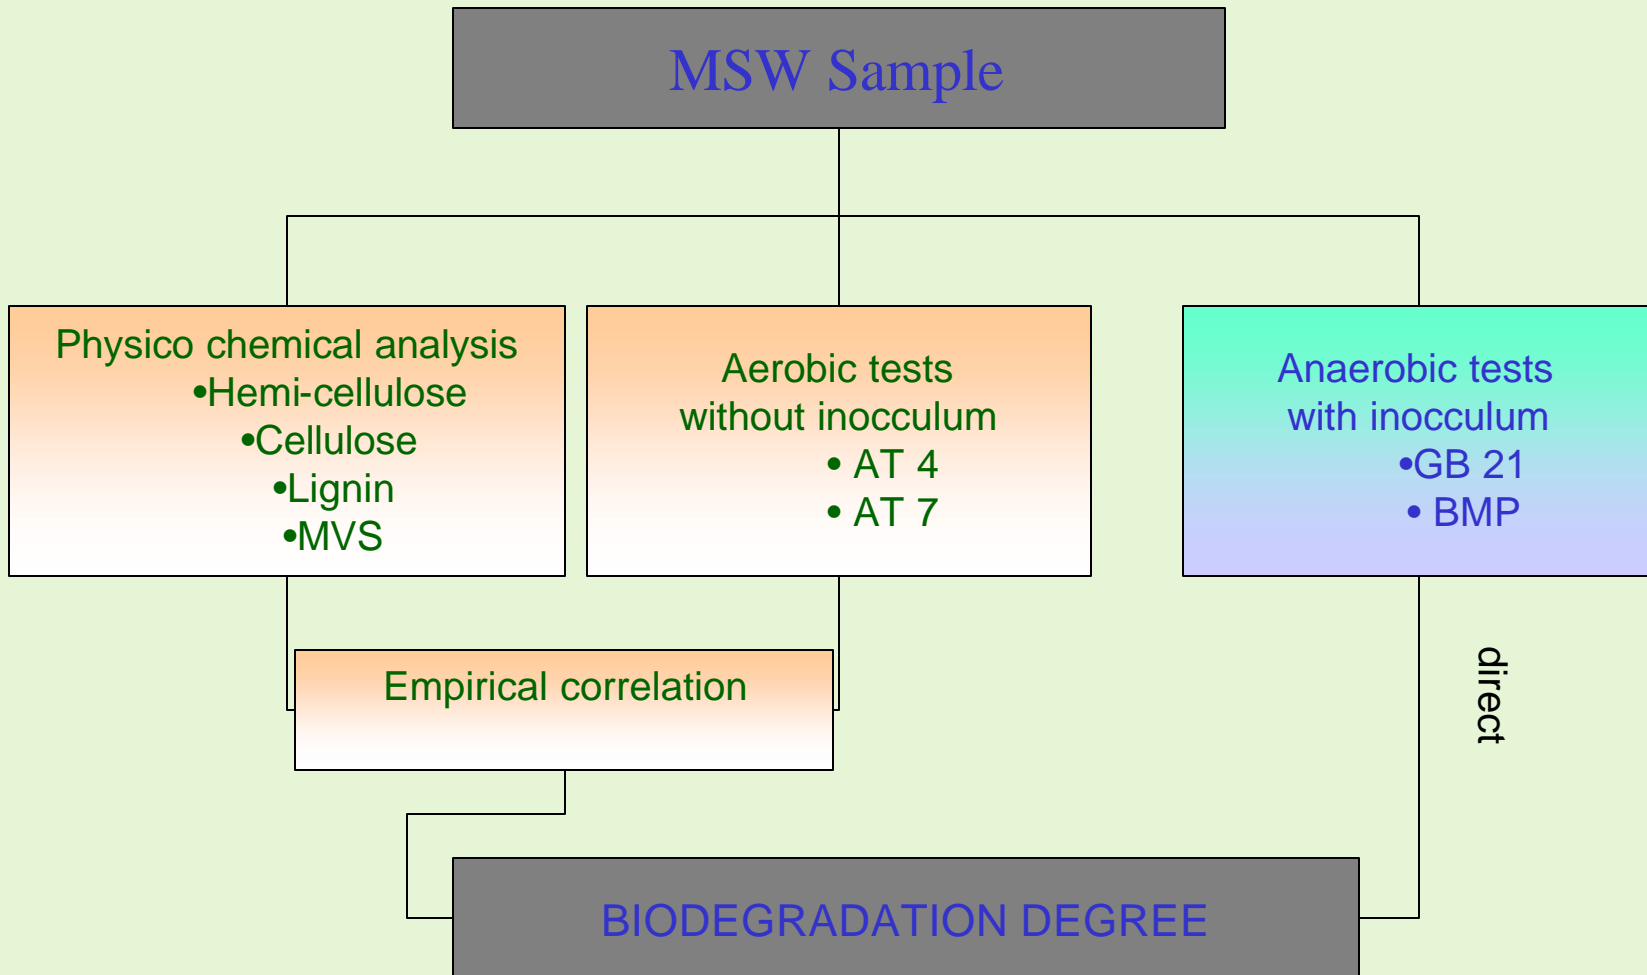 MSW Sample
Physico chemical analysis
•Hemi-cellulose
•Cellulose
•Lignin
•MVS
Aerobic tests
without inocculum
• AT 4
• AT 7
Anaerobic tests
with inocculum
•GB 21
• BMP
Empirical correlation
direct
BIODEGRADATION DEGREE